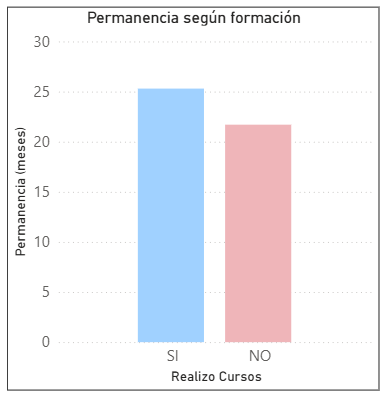 Permanencia según formación
30
25
20
15
10
5
0
Permanencia (meses)
SI NO
Realizo Cursos